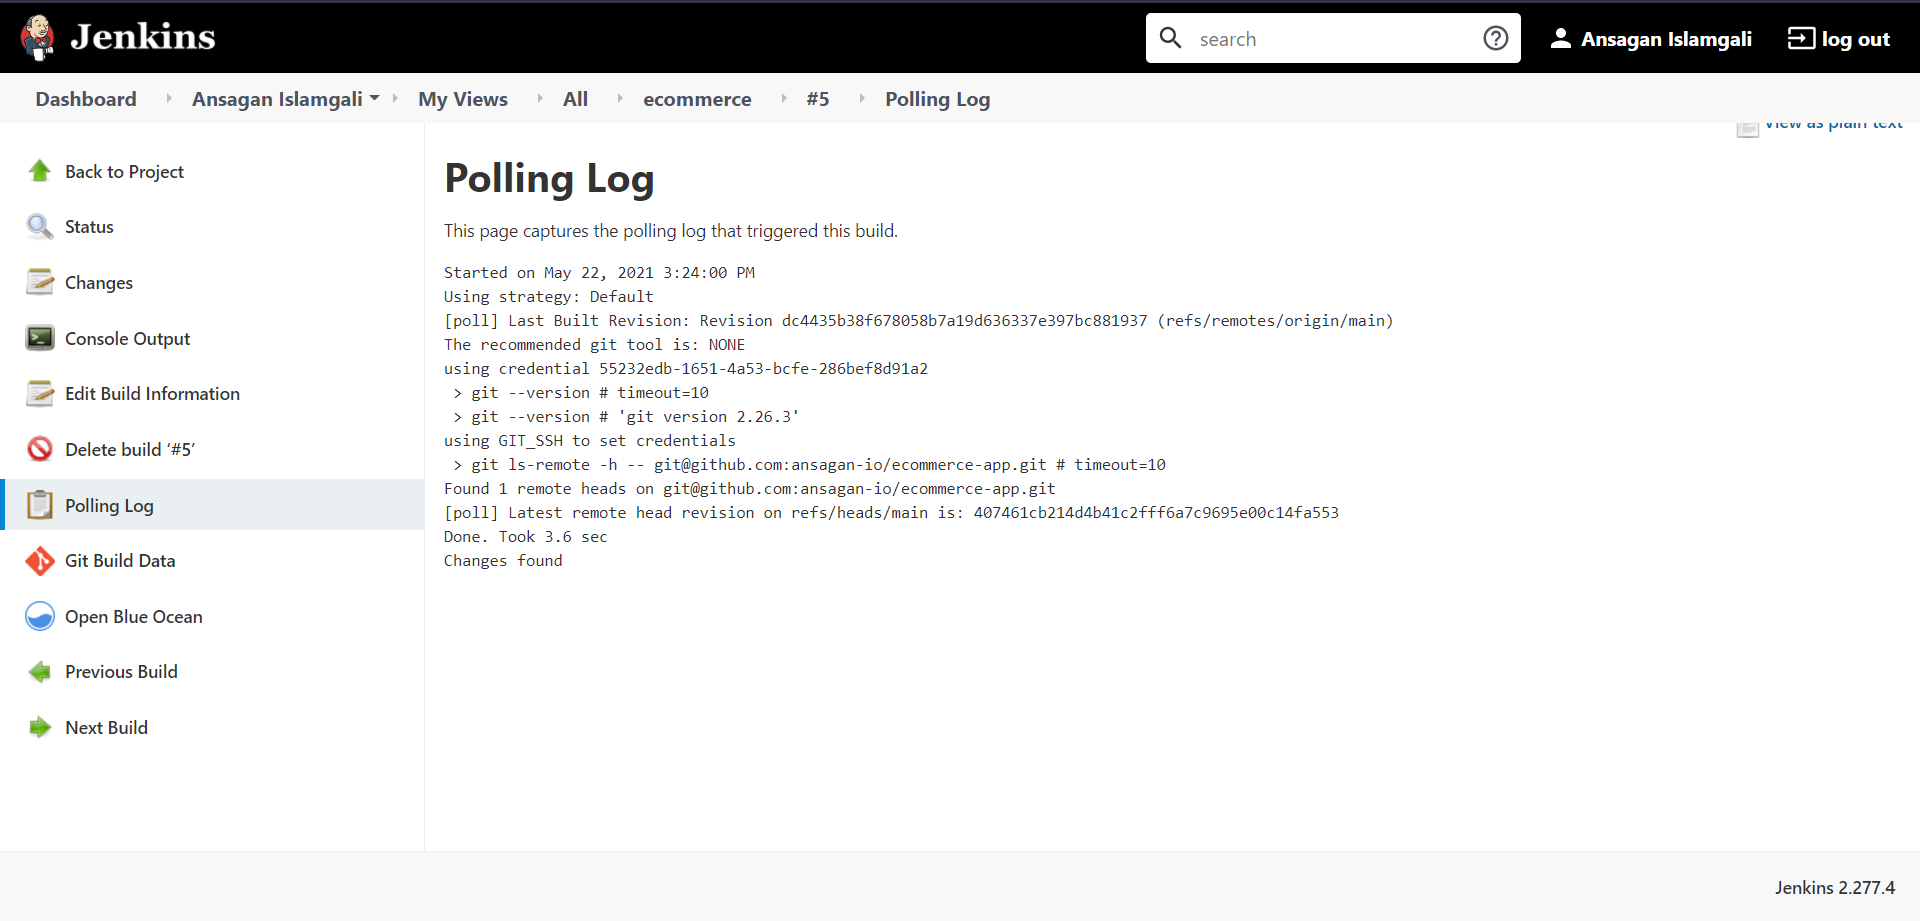 Jenkins
search
Ansagan Islamgali
log out
Dashboard
Ansagan Islamgali
My Views
All
ecommerce
#5
Polling Log
View as plain text
Back to Project
Status
Changes
Console Output
Edit Build Information
Delete build ‘#5’
Polling Log
Git Build Data
Open Blue Ocean
Previous Build
Next Build
Polling Log
This page captures the polling log that triggered this build.
Started on May 22, 2021 3:24:00 PM
Using strategy: Default
[poll] Last Built Revision: Revision dc4435b38f678058b7a19d636337e397bc881937 (refs/remotes/origin/main)
The recommended git tool is: NONE
using credential 55232edb-1651-4a53-bcfe-286bef8d91a2
> git --version # timeout=10
> git --version # 'git version 2.26.3'
using GIT_SSH to set credentials
> git ls-remote -h -- git@github.com:ansagan-io/ecommerce-app.git # timeout=10
Found 1 remote heads on git@github.com:ansagan-io/ecommerce-app.git
[poll] Latest remote head revision on refs/heads/main is: 407461cb214d4b41c2fff6a7c9695e00c14fa553
Done. Took 3.6 sec
Changes found
Jenkins 2.277.4